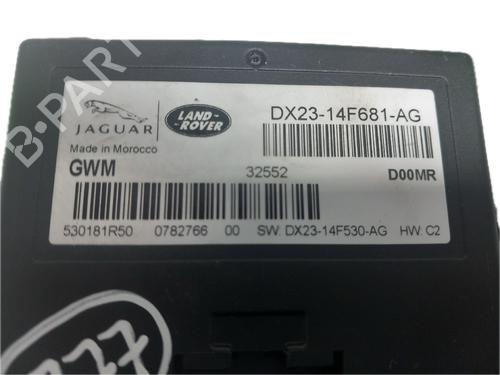 B-PARTS
JAGUAR
LAND-
ROVER
DX23-14F681-AG
Made in Morocco
GWM
32552
D00MR
530181R50 0782766 00 SW: DX23-14F530-AG HW: C2